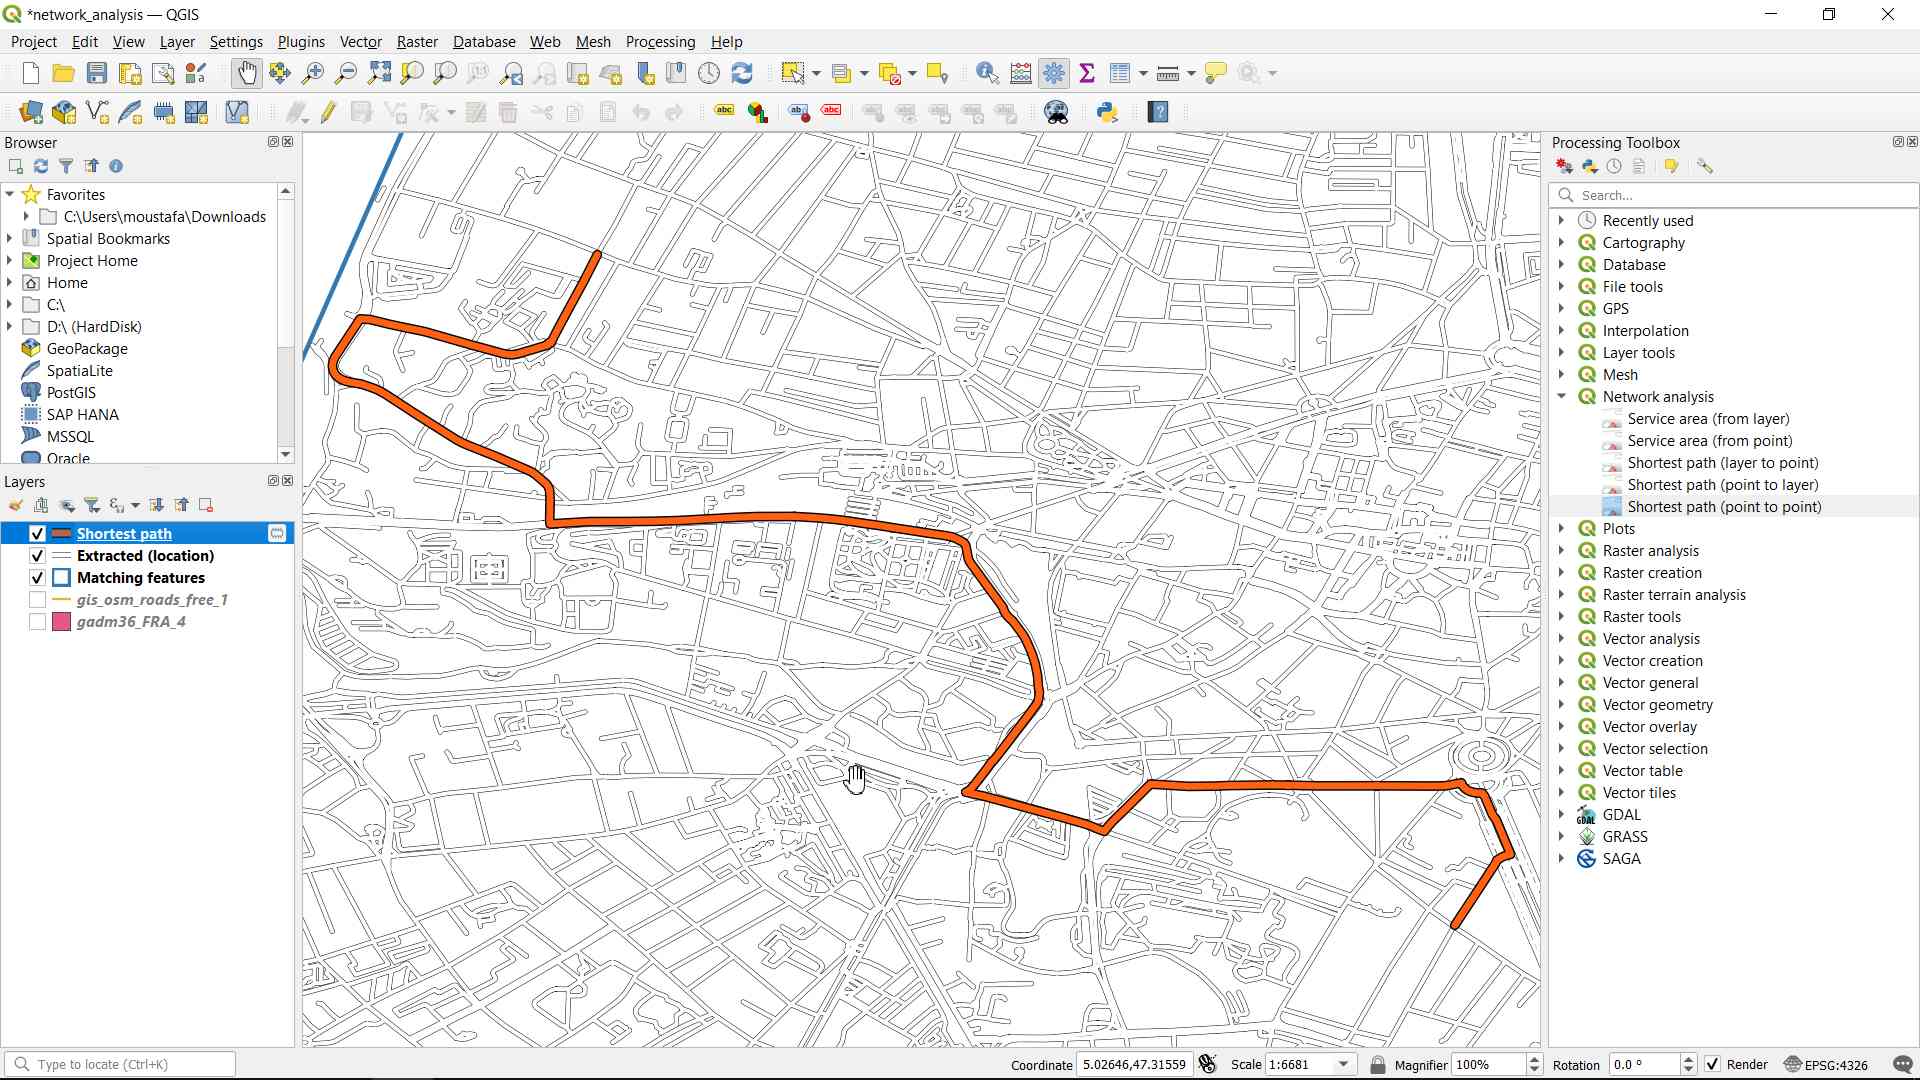 *network_analysis — QGIS
Project Edit View Layer Settings Plugins Vector Raster Database Web Mesh Processing Help
1:1
abc abc abc
Browser
Favorites
C:\Users\moustafa\Downloads
Spatial Bookmarks
Project Home
Home
C:\
D:\ (HardDisk)
GeoPackage
SpatiaLite
PostGIS
SAP HANA
MSSQL
Oracle
Layers
Shortest path
Extracted (location)
Matching features
gis_osm_roads_free_1
gadm36_FRA_4
Processing Toolbox
Search...
Recently used
Cartography
Database
File tools
GPS
Interpolation
Layer tools
Mesh
Network analysis
Service area (from layer)
Service area (from point)
Shortest path (layer to point)
Shortest path (point to layer)
Shortest path (point to point)
Plots
Raster analysis
Raster creation
Raster terrain analysis
Raster tools
Vector analysis
Vector creation
Vector general
Vector geometry
Vector overlay
Vector selection
Vector table
Vector tiles
GDAL
GRASS
SAGA
Type to locate (Ctrl+K)
Coordinate 5.02646,47.31559 Scale 1:6681 Magnifier 100% Rotation 0.0 ° Render EPSG:4326